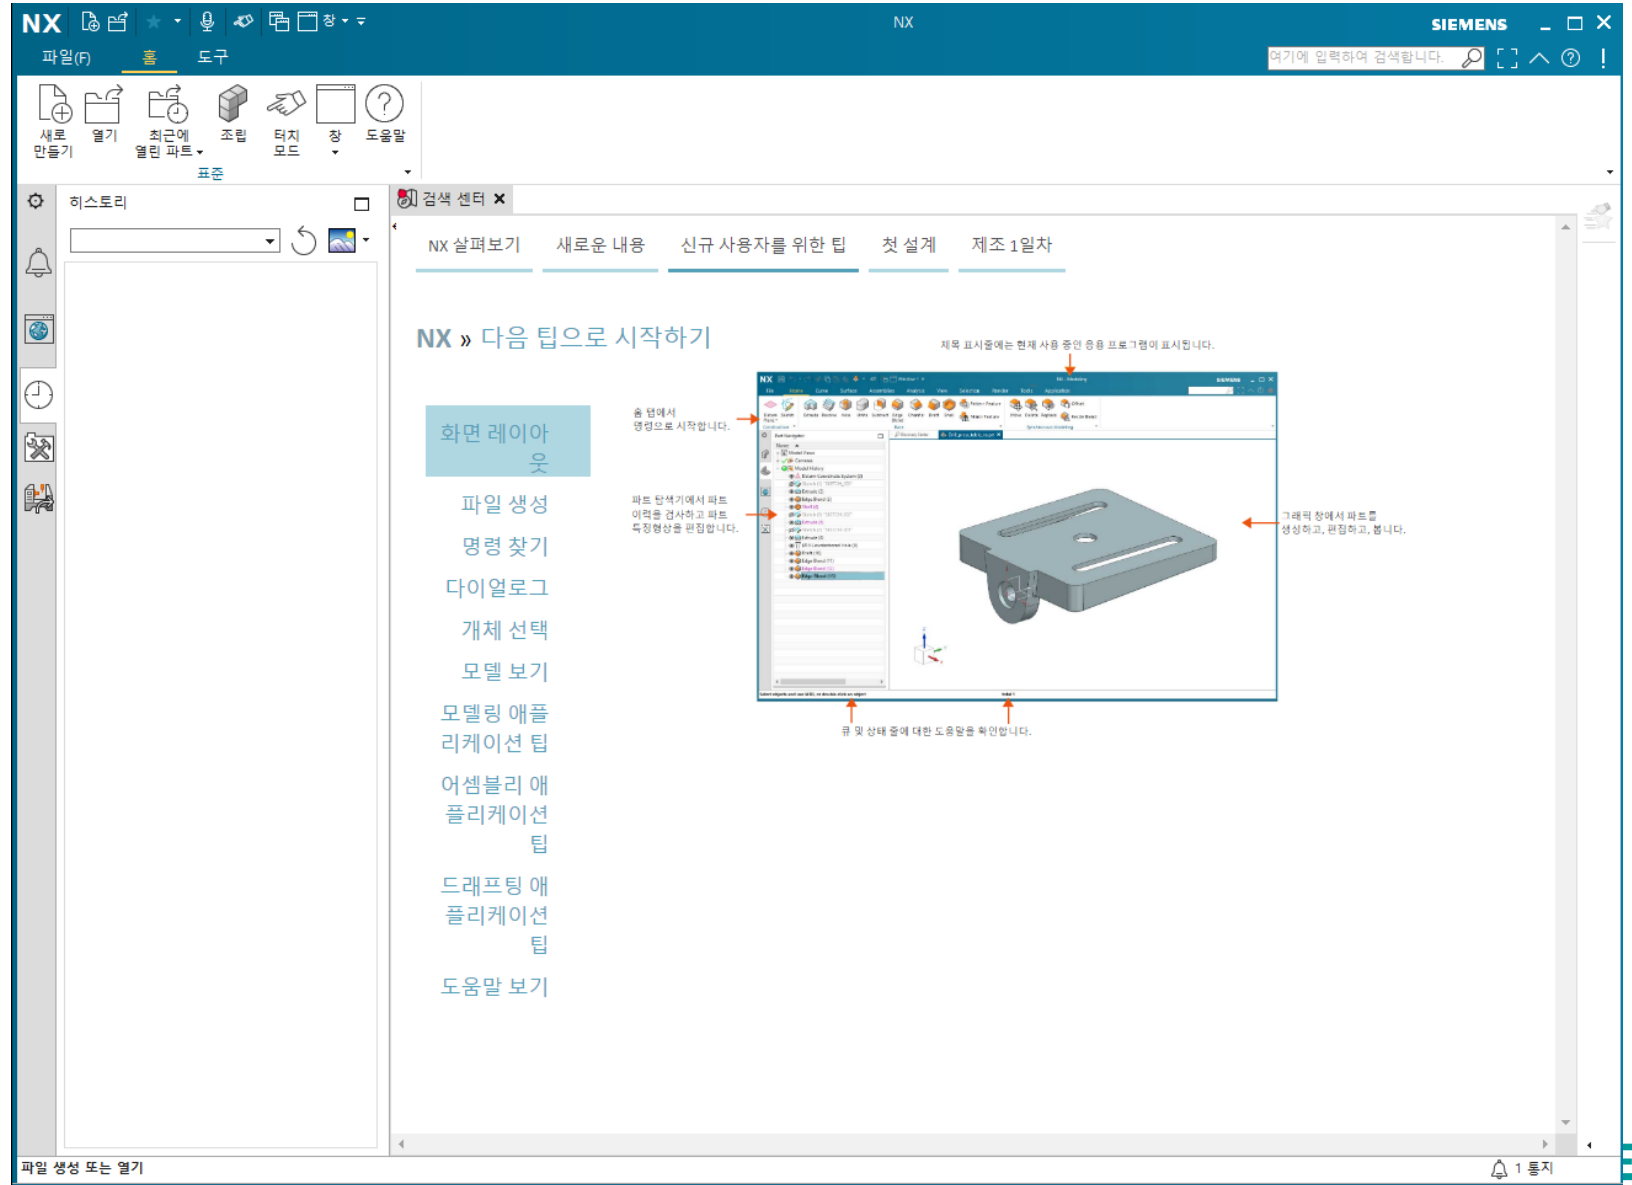 NX
창
NX
SIEMENS
파일(F)
홈
도구
여기에 입력하여 검색합니다.
새로
만들기
열기
최근에
열린 파트
조립
터치
모드
창
도움말
표준
히스토리
검색 센터
NX 살펴보기
새로운 내용
신규 사용자를 위한 팁
첫 설계
제조 1일차
NX » 다음 팁으로 시작하기
화면 레이아
웃
파일 생성
명령 찾기
다이얼로그
개체 선택
모델 보기
모델링 애플
리케이션 팁
어셈블리 애
플리케이션
팁
드래프팅 애
플리케이션
팁
도움말 보기
제목 표시줄에는 현재 사용 중인 응용 프로그램이 표시됩니다.
홈 탭에서
명령으로 시작합니다.
파트 탐색기에서 파트
이력을 검사하고 파트
특징형상을 편집합니다.
그래픽 창에서 파트를
생성하고, 편집하고, 봅니다.
큐 및 상태 줄에 대한 도움말을 확인합니다.
NX
SIEMENS
파일 생성 또는 열기
1 통지